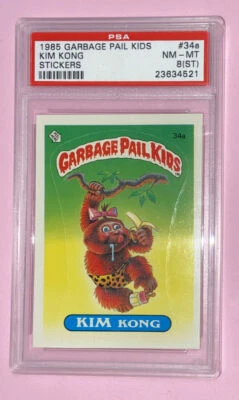 PSA
1985 GARBAGE PAIL KIDS #34a
KIM KONG NM - MT
STICKERS 8(ST)
23634521
34a
GARBAGE PAIL KIDS
KIM KONG